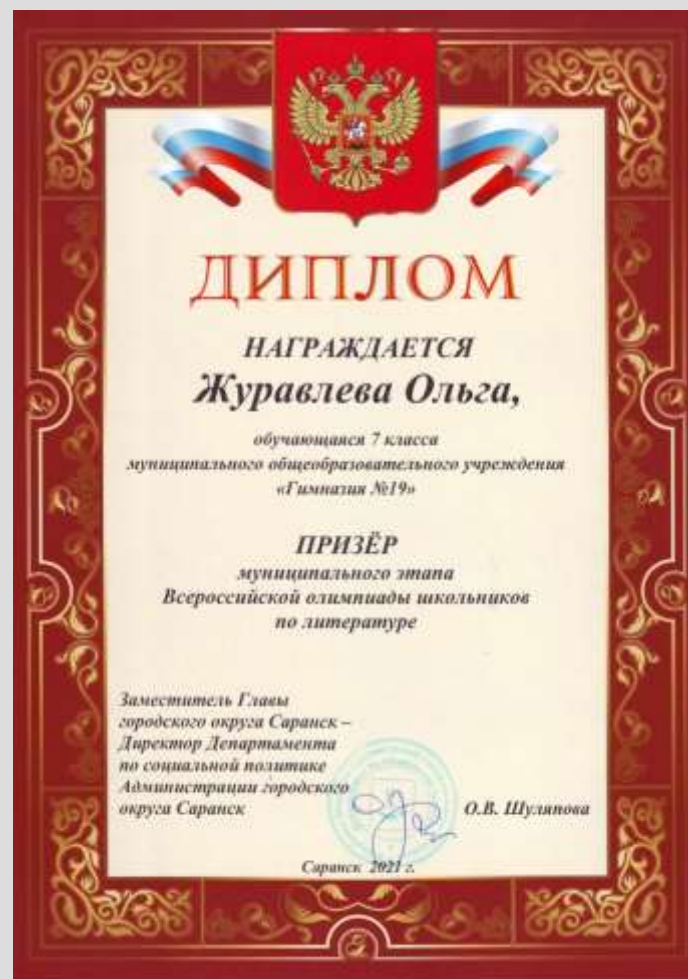 ДИПЛОМ
НАГРАЖДАЕТСЯ
Журавлева Ольга,
обучающаяся 7 класса
муниципального общеобразовательного учреждения
«Гимназия №19»
ПРИЗЁР
муниципального этапа
Всероссийской олимпиады школьников
по литературе
Заместитель Главы
городского округа Саранск –
Директор Департамента
по социальной политике
Администрации городского
округа Саранск О.В. Шуляпова
Саранск 2021 г.